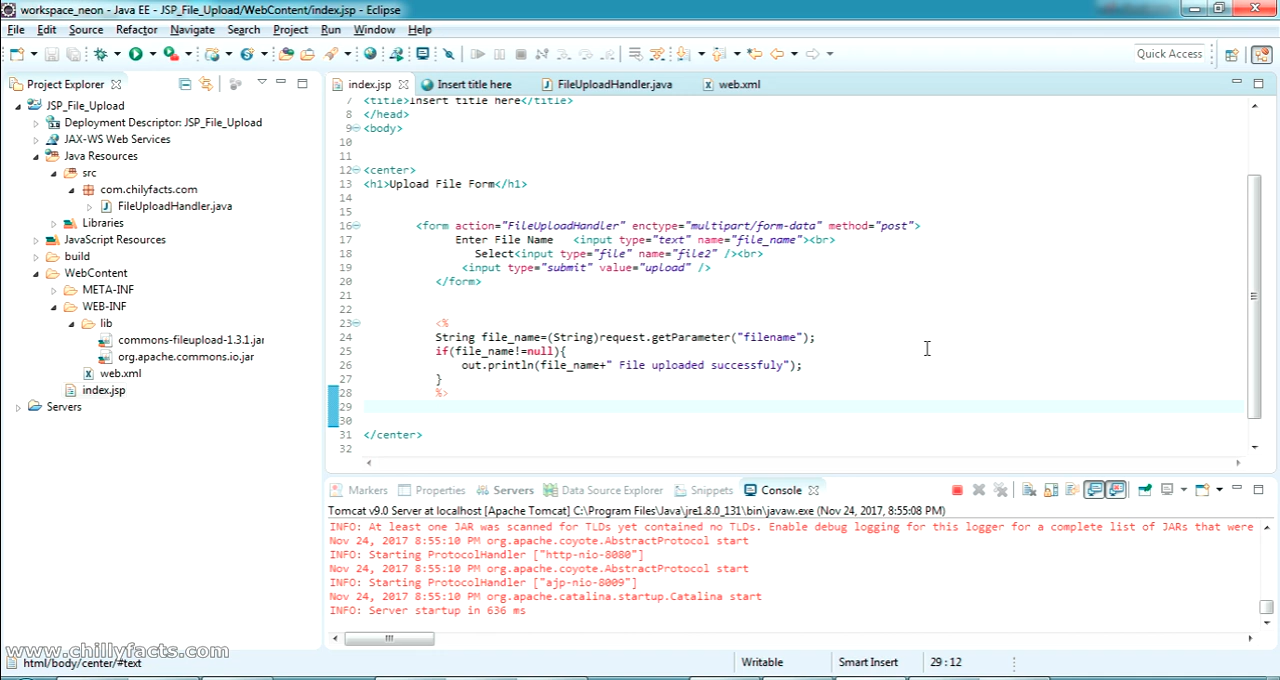 workspace_neon - Java EE - JSP_File_Upload/WebContent/index.jsp - Eclipse
File Edit Source Refactor Navigate Search Project Run Window Help
Quick Access
Project Explorer
JSP_File_Upload
Deployment Descriptor: JSP_File_Upload
JAX-WS Web Services
Java Resources
src
com.chilyfacts.com
FileUploadHandler.java
Libraries
JavaScript Resources
build
WebContent
META-INF
WEB-INF
lib
commons-fileupload-1.3.1.jar
org.apache.commons.io.jar
web.xml
index.jsp
Servers
index.jsp Insert title here FileUploadHandler.java web.xml
7 <title>Insert title here</title>
8 </head>
9 <body>
10
11
12 <center>
13 <h1>Upload File Form</h1>
14
15
16 <form action="FileUploadHandler" enctype="multipart/form-data" method="post">
17 Enter File Name <input type="text" name="file_name"><br>
18 Select<input type="file" name="file2" /><br>
19 <input type="submit" value="upload" />
20 </form>
21
22
23 <%
24 String file_name=(String)request.getParameter("filename");
25 if(file_name!=null){
26 out.println(file_name+" File uploaded successfuly");
27 }
28 %>
29
30
31 </center>
32
Markers Properties Servers Data Source Explorer Snippets Console
Tomcat v9.0 Server at localhost [Apache Tomcat] C:\Program Files\Java\jre1.8.0_131\bin\javaw.exe (Nov 24, 2017 8:55:08 PM)
INFO: At least one JAR was scanned for TLDs yet contained no TLDs. Enable debug logging for this logger for a complete list of JARs that were
Nov 24, 2017 8:55:10 PM org.apache.coyote.AbstractProtocol start
INFO: Starting ProtocolHandler ["http-nio-8080"]
Nov 24, 2017 8:55:10 PM org.apache.coyote.AbstractProtocol start
INFO: Starting ProtocolHandler ["ajp-nio-8009"]
Nov 24, 2017 8:55:10 PM org.apache.catalina.startup.Catalina start
INFO: Server startup in 636 ms
www.chillyfacts.com
html/body/center/#text
Writable Smart Insert 29 : 12